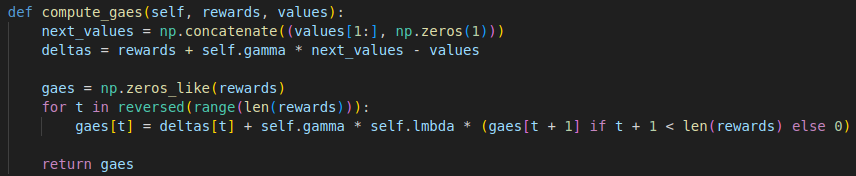 def compute_gaes(self, rewards, values):
    next_values = np.concatenate((values[1:], np.zeros(1)))
    deltas = rewards + self.gamma * next_values - values

    gaes = np.zeros_like(rewards)
    for t in reversed(range(len(rewards))):
        gaes[t] = deltas[t] + self.gamma * self.lmbda * (gaes[t + 1] if t + 1 < len(rewards) else 0)

    return gaes